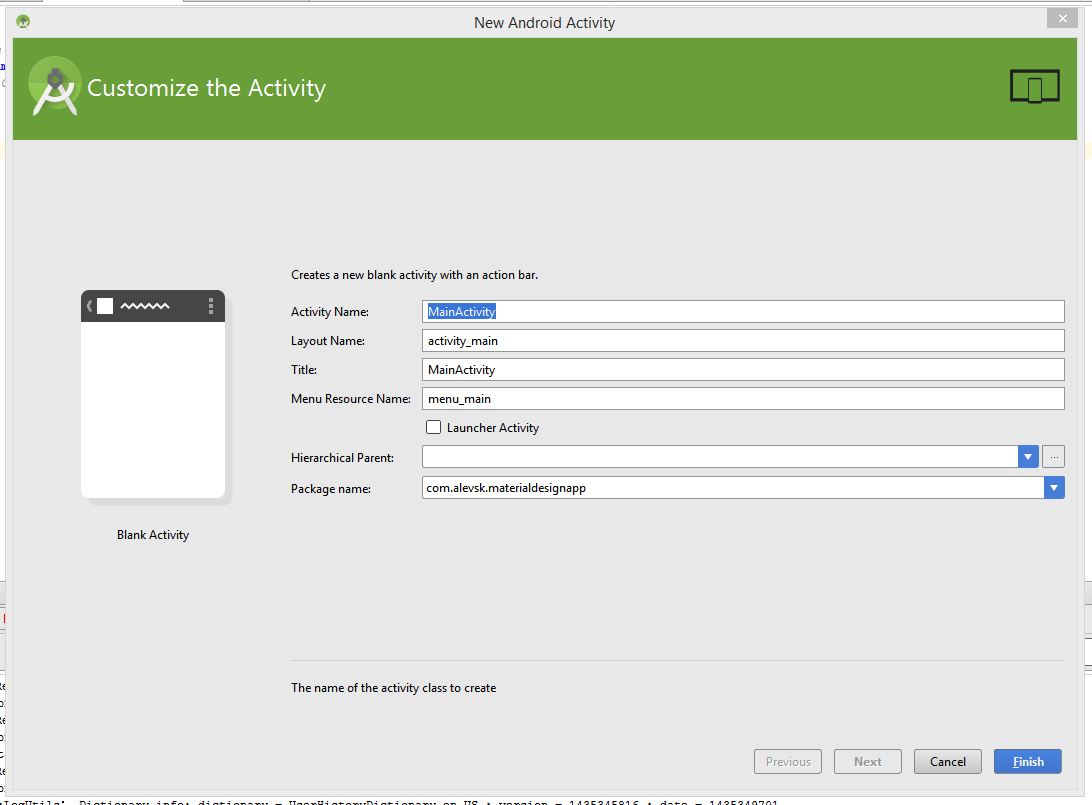 New Android Activity
Customize the Activity
Creates a new blank activity with an action bar.
Activity Name: MainActivity
Layout Name: activity_main
Title: MainActivity
Menu Resource Name: menu_main
Launcher Activity
Hierarchical Parent: ...
Package name: com.alevsk.materialdesignapp
Blank Activity
The name of the activity class to create
Previous Next Cancel Finish